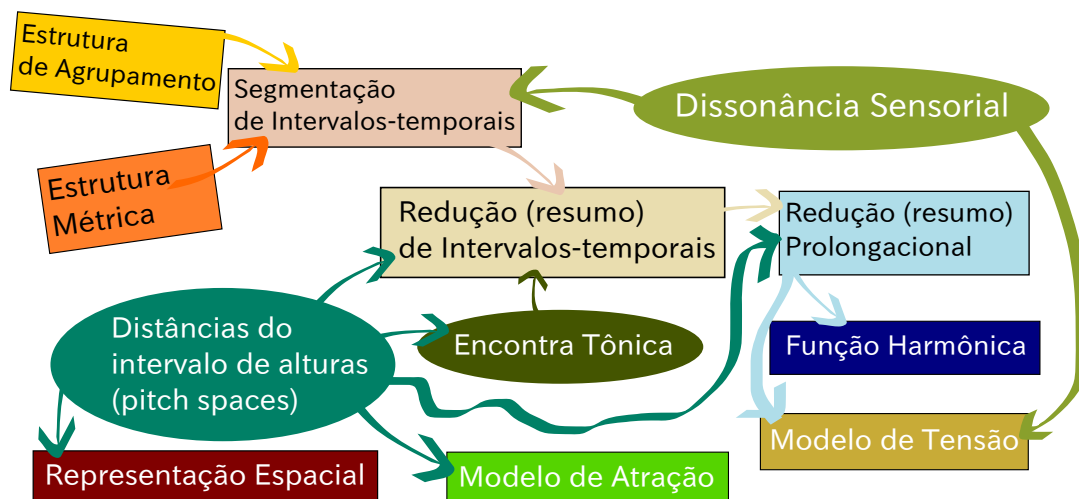 Estrutura
de Agrupamento
Segmentação
de Intervalos-temporais
Dissonância Sensorial
Estrutura
Métrica
Redução (resumo)
de Intervalos-temporais
Redução (resumo)
Prolongacional
Distâncias do
intervalo de alturas
(pitch spaces)
Encontra Tônica
Função Harmônica
Modelo de Tensão
Representação Espacial
Modelo de Atração